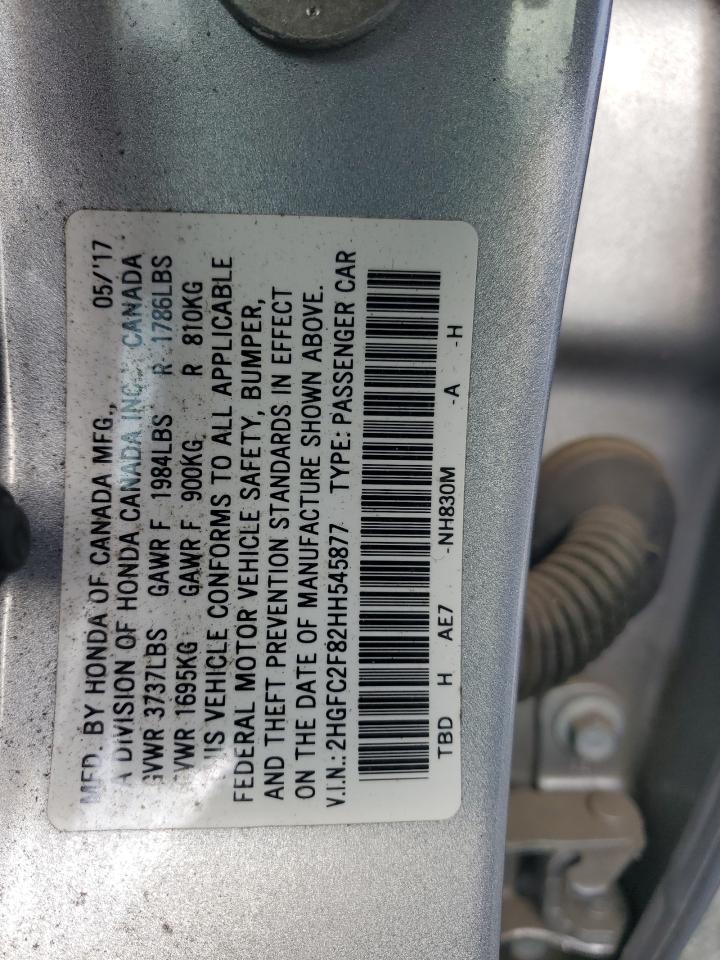 MFD. BY HONDA OF CANADA MFG., 05/'17
A DIVISION OF HONDA CANADA INC., CANADA
GVWR 3737LBS GAWR F 1984LBS R 1786LBS
GVWR 1695KG GAWR F 900KG R 810KG
THIS VEHICLE CONFORMS TO ALL APPLICABLE
FEDERAL MOTOR VEHICLE SAFETY, BUMPER,
AND THEFT PREVENTION STANDARDS IN EFFECT
ON THE DATE OF MANUFACTURE SHOWN ABOVE.
V.I.N.: 2HGFC2F82HH545877 TYPE: PASSENGER CAR
TBD H AE7 -NH830M -A -H